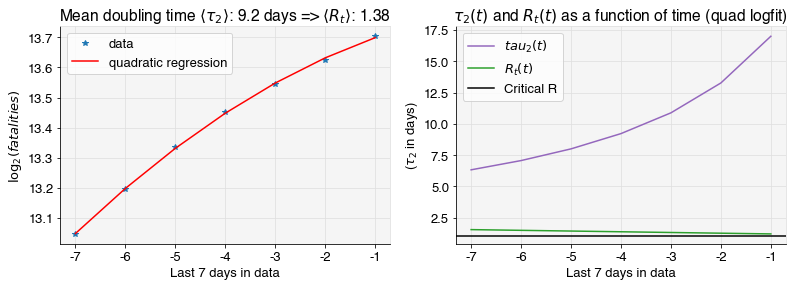 Mean doubling time ⟨τ₂⟩: 9.2 days => ⟨Rₜ⟩: 1.38
data
quadratic regression
log₂(fatalities)
13.7
13.6
13.5
13.4
13.3
13.2
13.1
-7 -6 -5 -4 -3 -2 -1
Last 7 days in data
τ₂(t) and Rₜ(t) as a function of time (quad logfit)
tau₂(t)
Rₜ(t)
Critical R
(τ₂ in days)
17.5
15.0
12.5
10.0
7.5
5.0
2.5
-7 -6 -5 -4 -3 -2 -1
Last 7 days in data